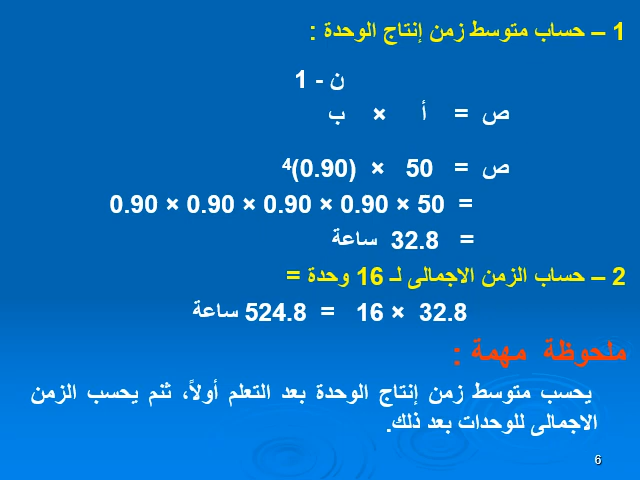 1 – حساب متوسط زمن إنتاج الوحدة :
ن - 1
ص = أ × ب
ص = 50 × (0.90)⁴
= 50 × 0.90 × 0.90 × 0.90 × 0.90
= 32.8 ساعة
2 – حساب الزمن الاجمالى لـ 16 وحدة =
32.8 × 16 = 524.8 ساعة
ملحوظة مهمة :
يحسب متوسط زمن إنتاج الوحدة بعد التعلم أولاً، ثنم يحسب الزمن
الاجمالى للوحدات بعد ذلك.
6